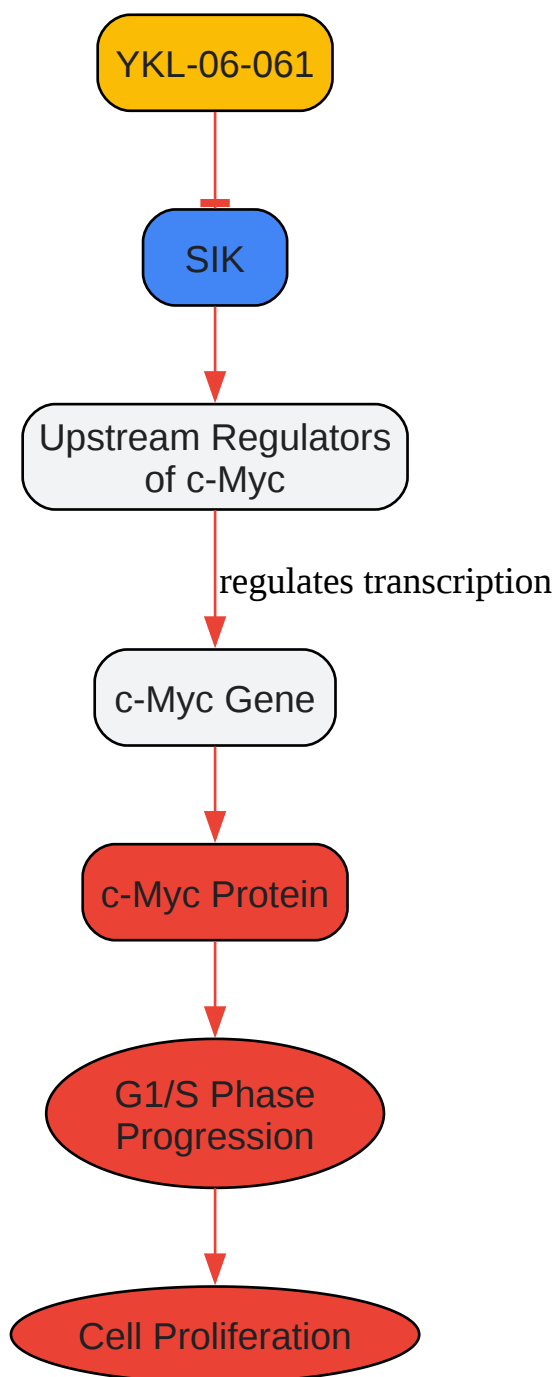 YKL-06-061
SIK
Upstream Regulators
of c-Myc
regulates transcription
c-Myc Gene
c-Myc Protein
G1/S Phase
Progression
Cell Proliferation